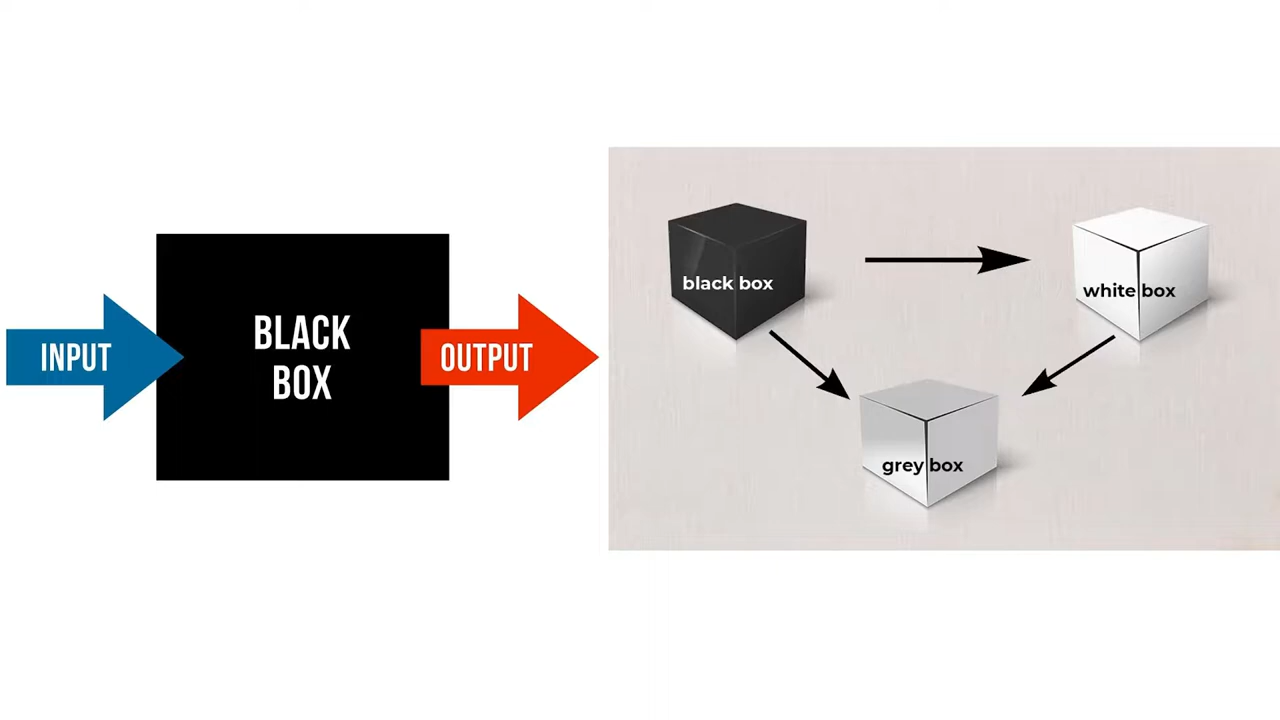 INPUT
BLACK
BOX
OUTPUT
black box
white box
grey box